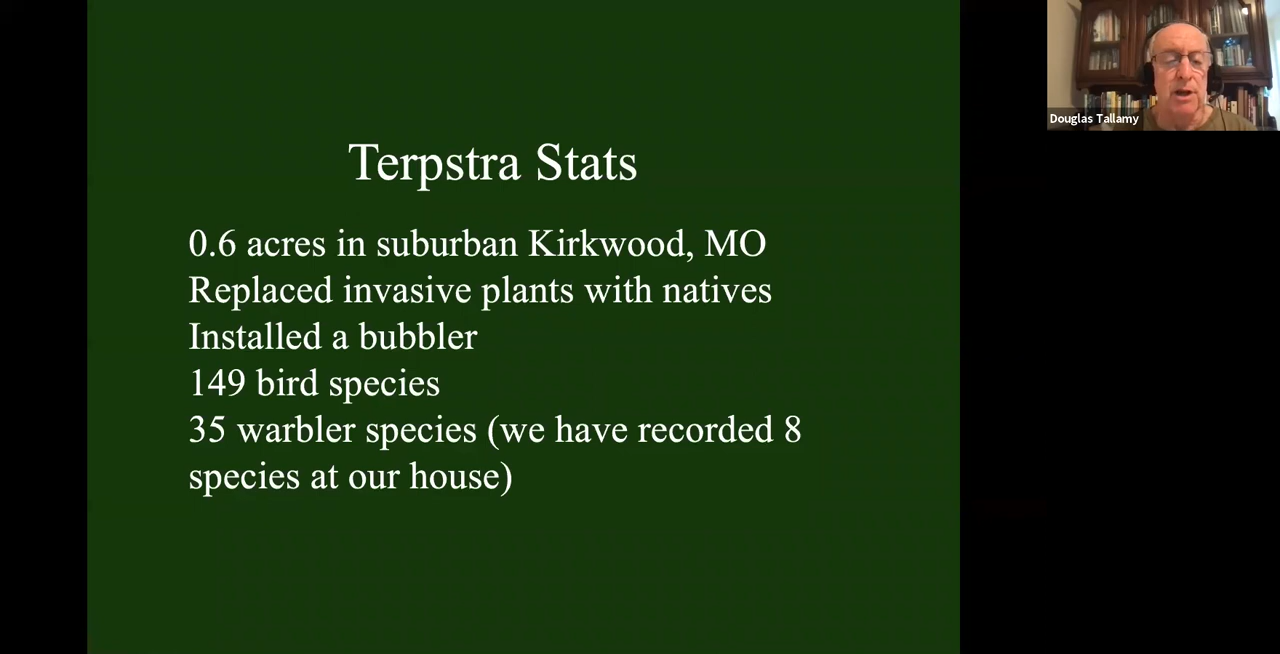 Terpstra Stats
0.6 acres in suburban Kirkwood, MO
Replaced invasive plants with natives
Installed a bubbler
149 bird species
35 warbler species (we have recorded 8
species at our house)
Douglas Tallamy